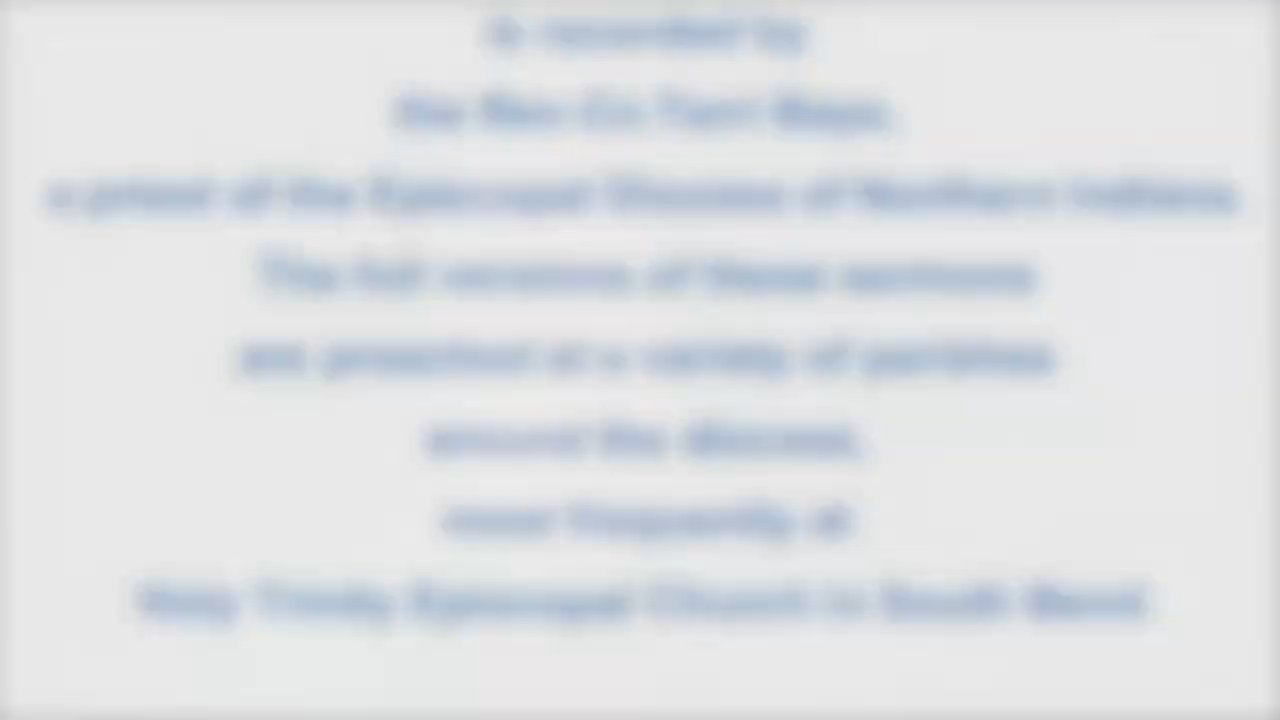 is recorded by
the Rev Cn Terri
a priest of the Episcopal Diocese of Northern Indiana.
The full versions of these sermons
are preached at a variety of parishes
around the diocese,
most frequently at
Holy Trinity Episcopal Church in South Bend